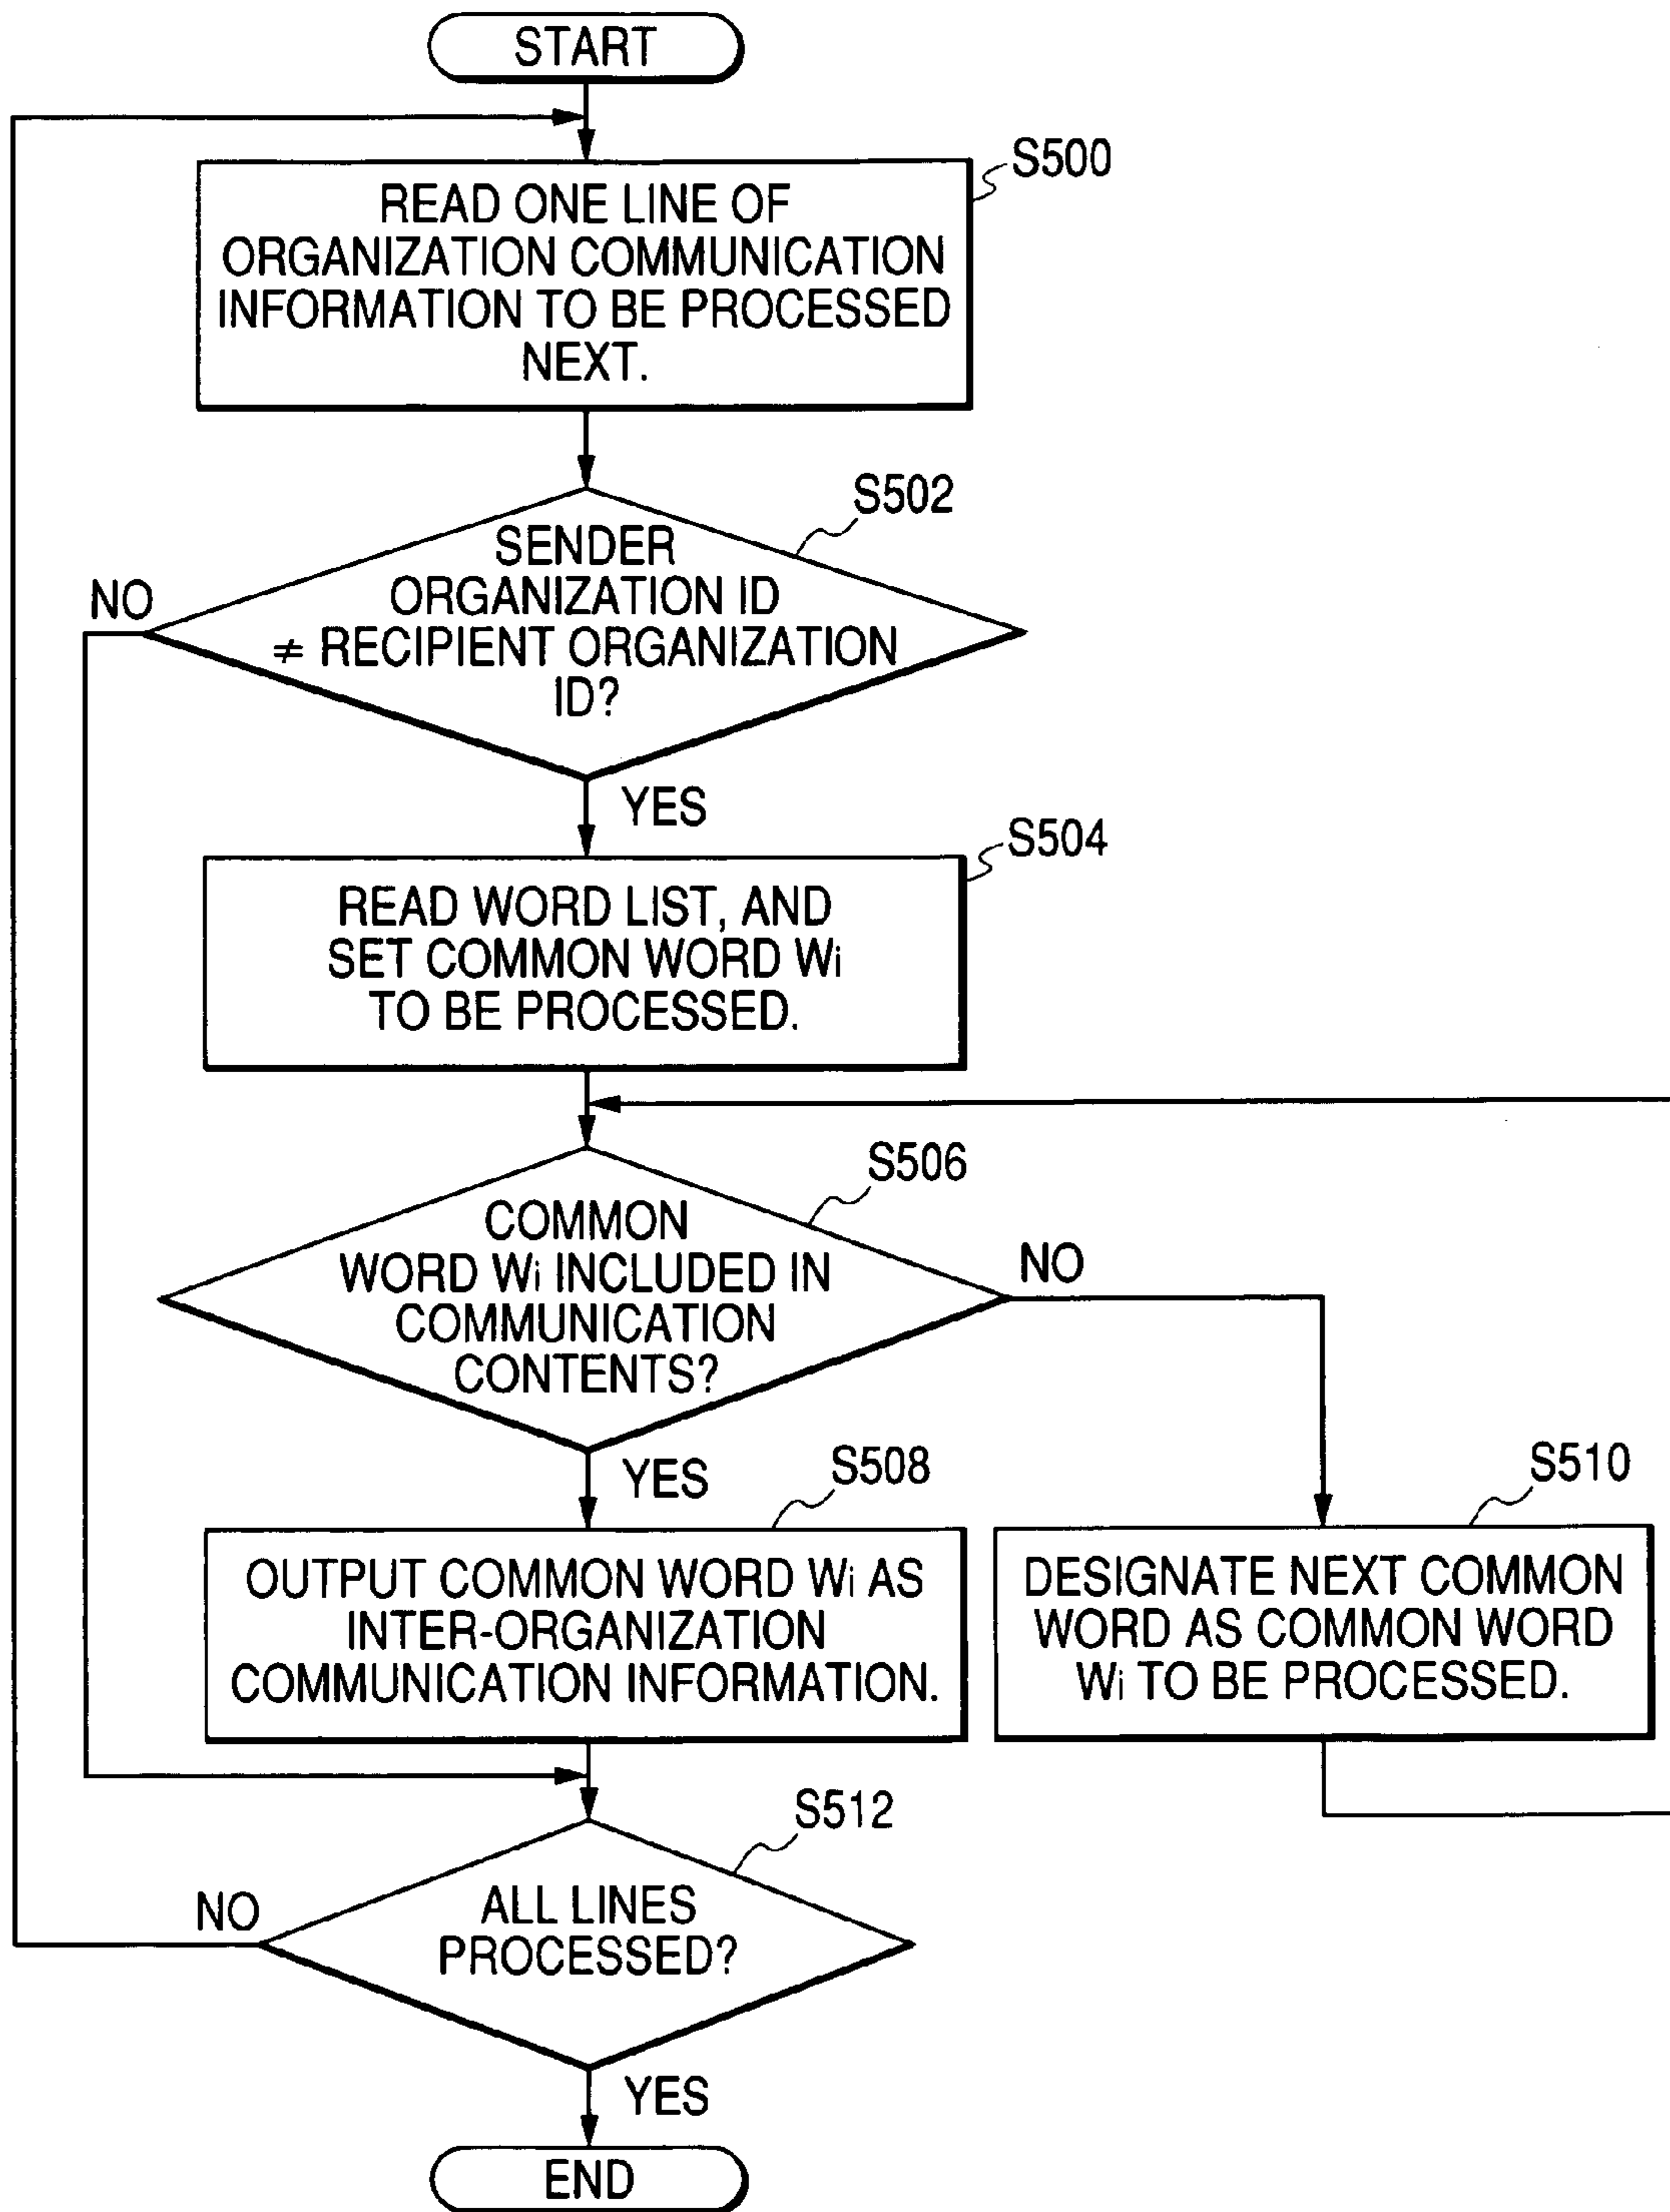 START
S500
READ ONE LINE OF
ORGANIZATION COMMUNICATION
INFORMATION TO BE PROCESSED
NEXT.
S502
SENDER
ORGANIZATION ID
≠ RECIPIENT ORGANIZATION
ID?
NO
YES
S504
READ WORD LIST, AND
SET COMMON WORD Wi
TO BE PROCESSED.
S506
COMMON
WORD Wi INCLUDED IN
COMMUNICATION
CONTENTS?
NO
YES
S508
OUTPUT COMMON WORD Wi AS
INTER-ORGANIZATION
COMMUNICATION INFORMATION.
S510
DESIGNATE NEXT COMMON
WORD AS COMMON WORD
Wi TO BE PROCESSED.
S512
ALL LINES
PROCESSED?
NO
YES
END